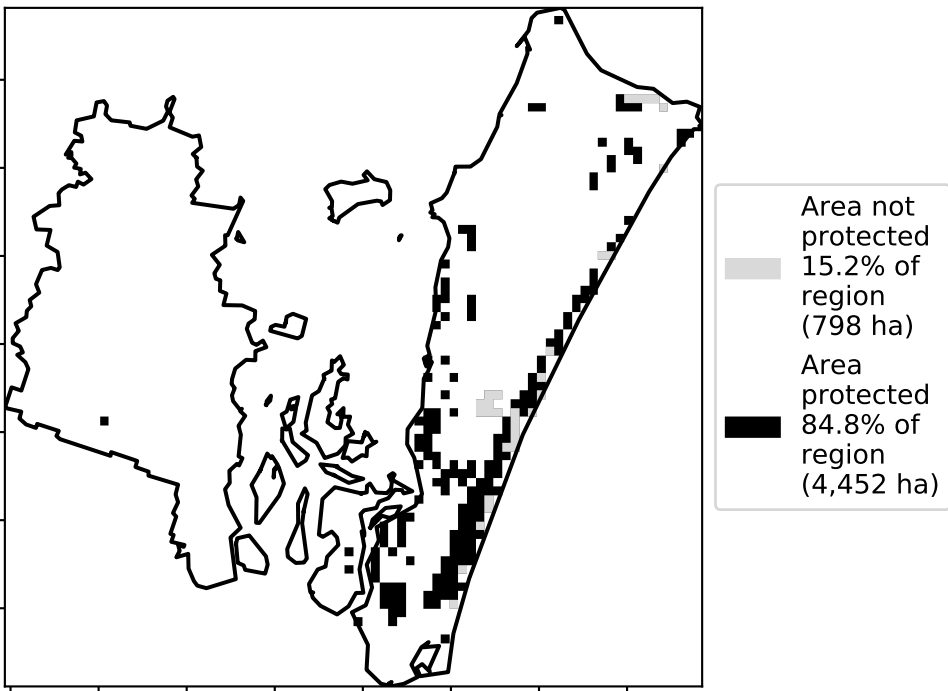 Area not
protected
15.2% of
region
(798 ha)
Area
protected
84.8% of
region
(4,452 ha)